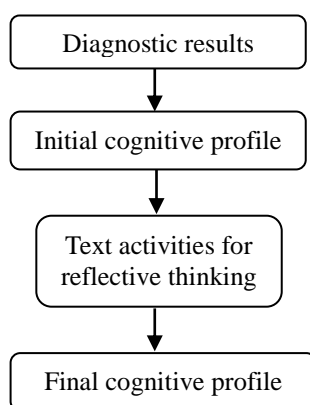 Diagnostic results
Initial cognitive profile
Text activities for
reflective thinking
Final cognitive profile